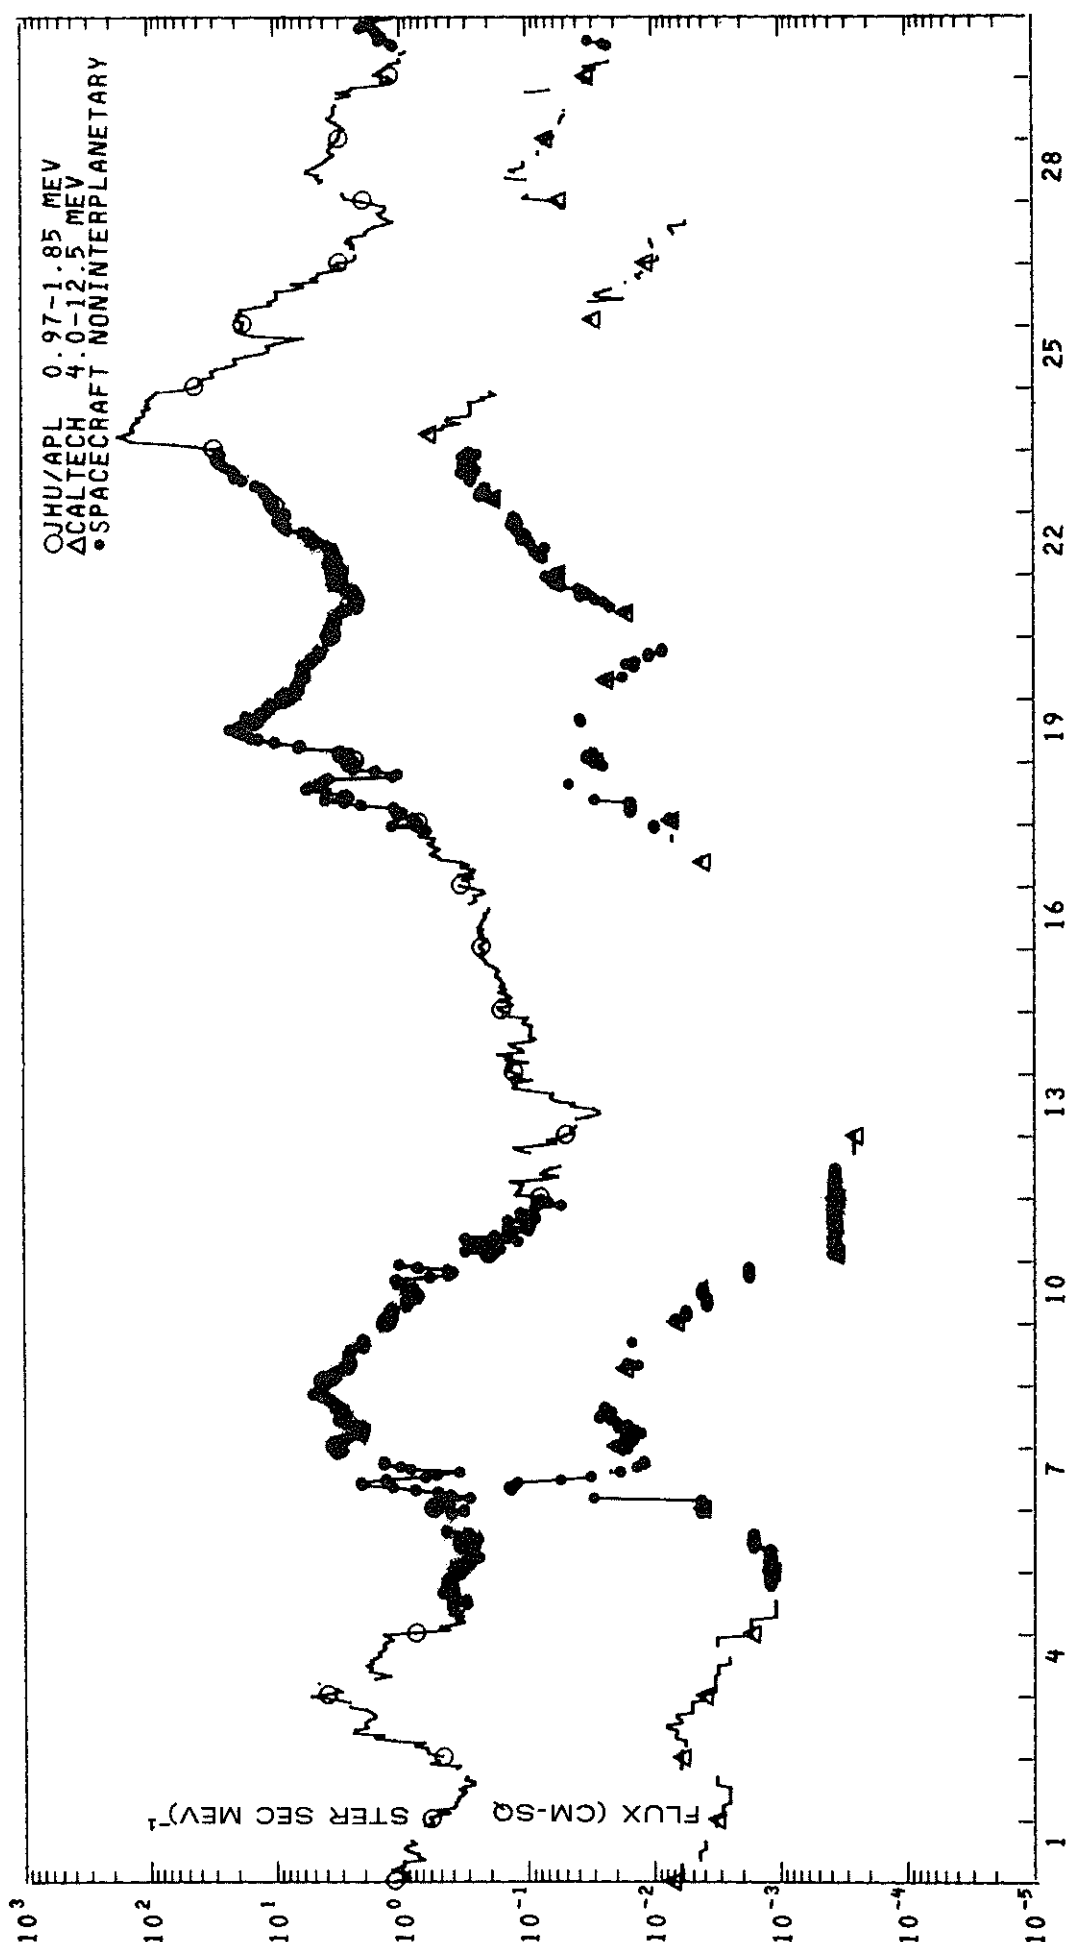 ○JHU/APL 0.97-1.85 MEV
△CALTECH 4.0-12.5 MEV
•SPACECRAFT NONINTERPLANETARY
FLUX (CM-SQ STER SEC MEV)⁻¹
10³
10²
10¹
10⁰
10⁻¹
10⁻²
10⁻³
10⁻⁴
10⁻⁵
1 4 7 10 13 16 19 22 25 28